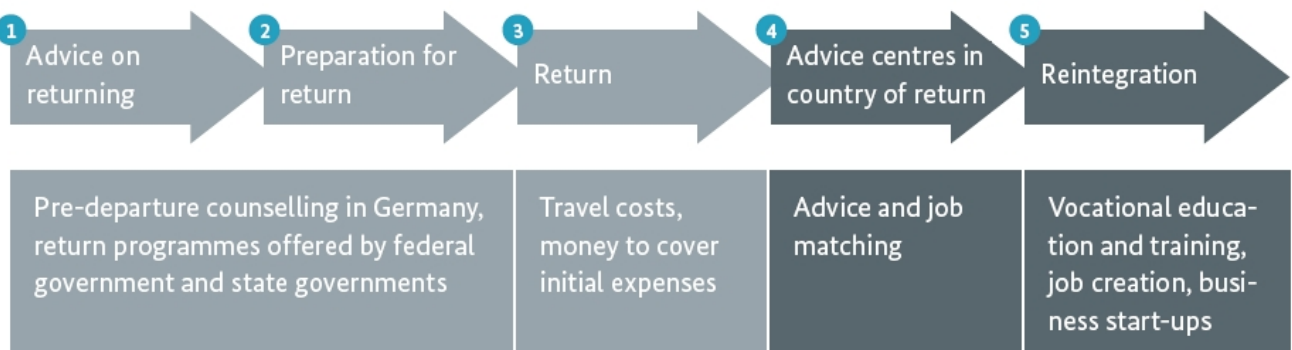 1
Advice on
returning
2
Preparation for
return
3
Return
4
Advice centres in
country of return
5
Reintegration
Pre-departure counselling in Germany,
return programmes offered by federal
government and state governments
Travel costs,
money to cover
initial expenses
Advice and job
matching
Vocational educa-
tion and training,
job creation, busi-
ness start-ups